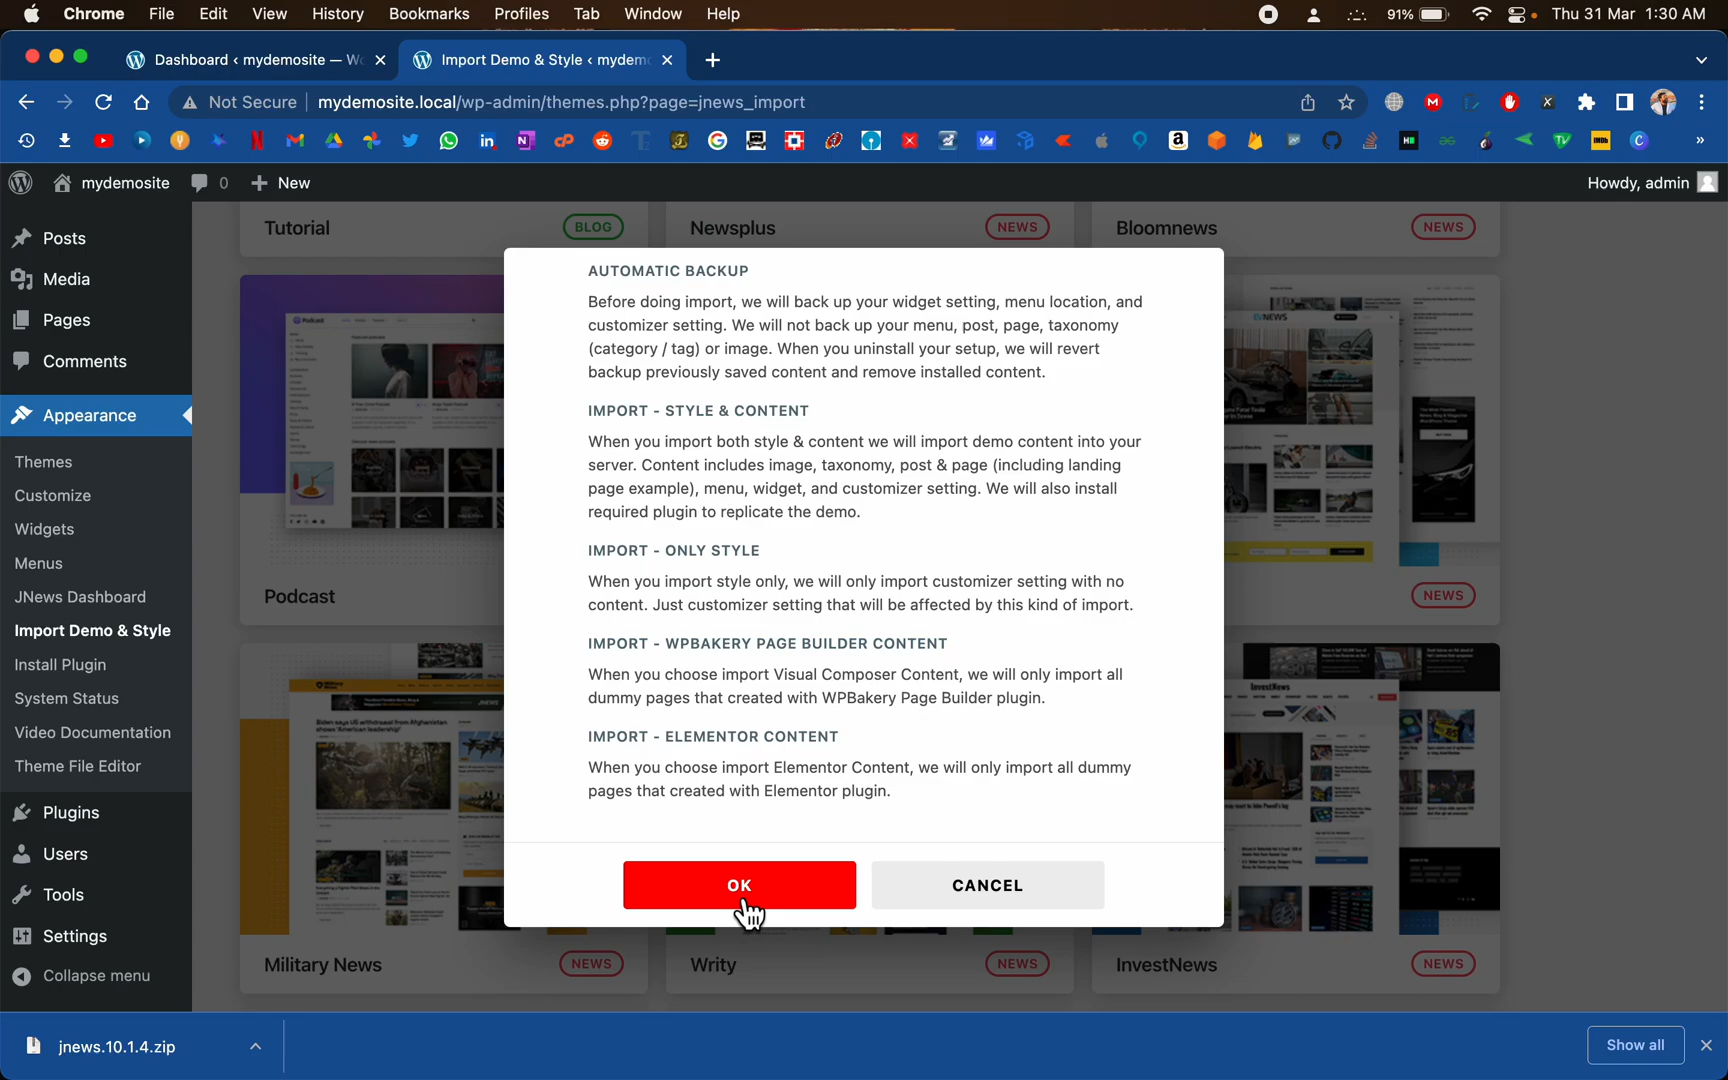 Chrome File Edit View History Bookmarks Profiles Tab Window Help 91% Thu 31 Mar 1:30 AM
Dashboard ‹ mydemosite — W
Import Demo & Style ‹ mydem
Not Secure mydemosite.local/wp-admin/themes.php?page=jnews_import
mydemosite 0 New Howdy, admin
Posts
Media
Pages
Comments
Appearance
Themes
Customize
Widgets
Menus
JNews Dashboard
Import Demo & Style
Install Plugin
System Status
Video Documentation
Theme File Editor
Plugins
Users
Tools
Settings
Collapse menu
Tutorial BLOG
Newsplus NEWS
Bloomnews NEWS
AUTOMATIC BACKUP
Before doing import, we will back up your widget setting, menu location, and
customizer setting. We will not back up your menu, post, page, taxonomy
(category / tag) or image. When you uninstall your setup, we will revert
backup previously saved content and remove installed content.
IMPORT - STYLE & CONTENT
When you import both style & content we will import demo content into your
server. Content includes image, taxonomy, post & page (including landing
page example), menu, widget, and customizer setting. We will also install
required plugin to replicate the demo.
IMPORT - ONLY STYLE
When you import style only, we will only import customizer setting with no
content. Just customizer setting that will be affected by this kind of import.
IMPORT - WPBAKERY PAGE BUILDER CONTENT
When you choose import Visual Composer Content, we will only import all
dummy pages that created with WPBakery Page Builder plugin.
IMPORT - ELEMENTOR CONTENT
When you choose import Elementor Content, we will only import all dummy
pages that created with Elementor plugin.
OK
CANCEL
Podcast
NEWS
EVNEWS
Biden says US withdrawal from Afghanistan
shows 'American leadership'
InvestNews
Military News NEWS
Writy NEWS
InvestNews NEWS
jnews.10.1.4.zip
Show all